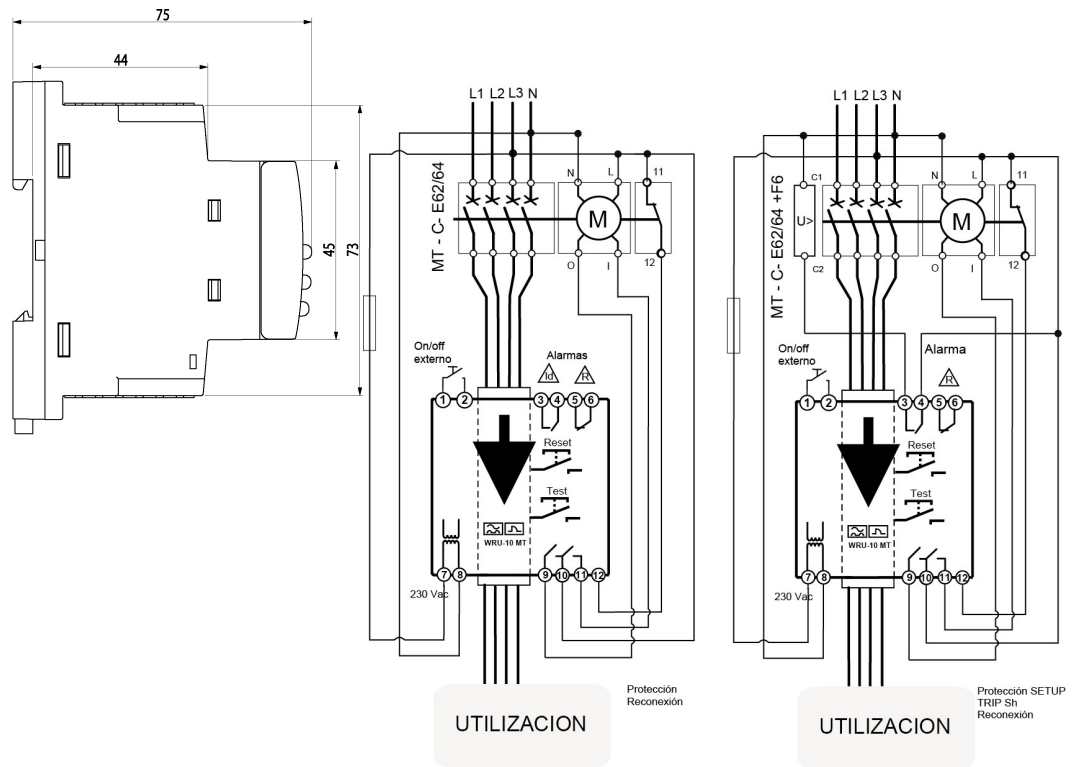 75
44
45
73
L1 L2 L3 N
MT - C- E62/64
N
L
11
M
O
I
12
On/off
externo
Alarmas
Id
R
1 2 3 4 5 6
Reset
Test
WRU-10 MT
7 8 9 10 11 12
230 Vac
Protección
Reconexión
UTILIZACION
L1 L2 L3 N
MT - C- E62/64 +F6
C1
U>
C2
N
L
11
M
O
I
12
On/off
externo
Alarma
R
1 2 3 4 5 6
Reset
Test
WRU-10 MT
7 8 9 10 11 12
230 Vac
Protección SETUP
TRIP Sh
Reconexión
UTILIZACION